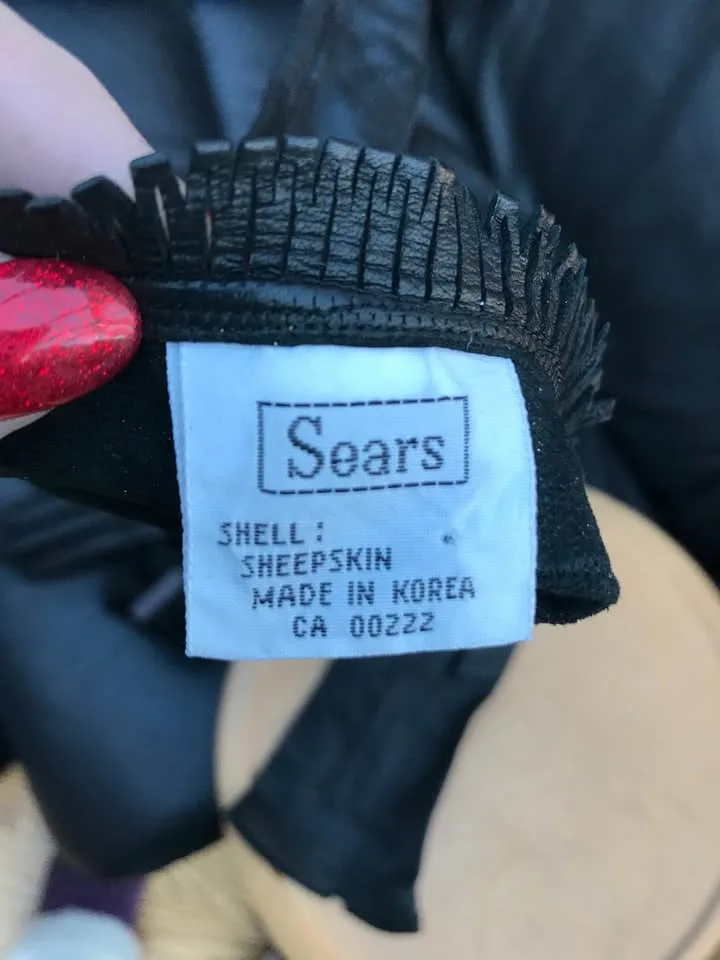 Sears
SHELL:
SHEEPSKIN
MADE IN KOREA
CA 00222